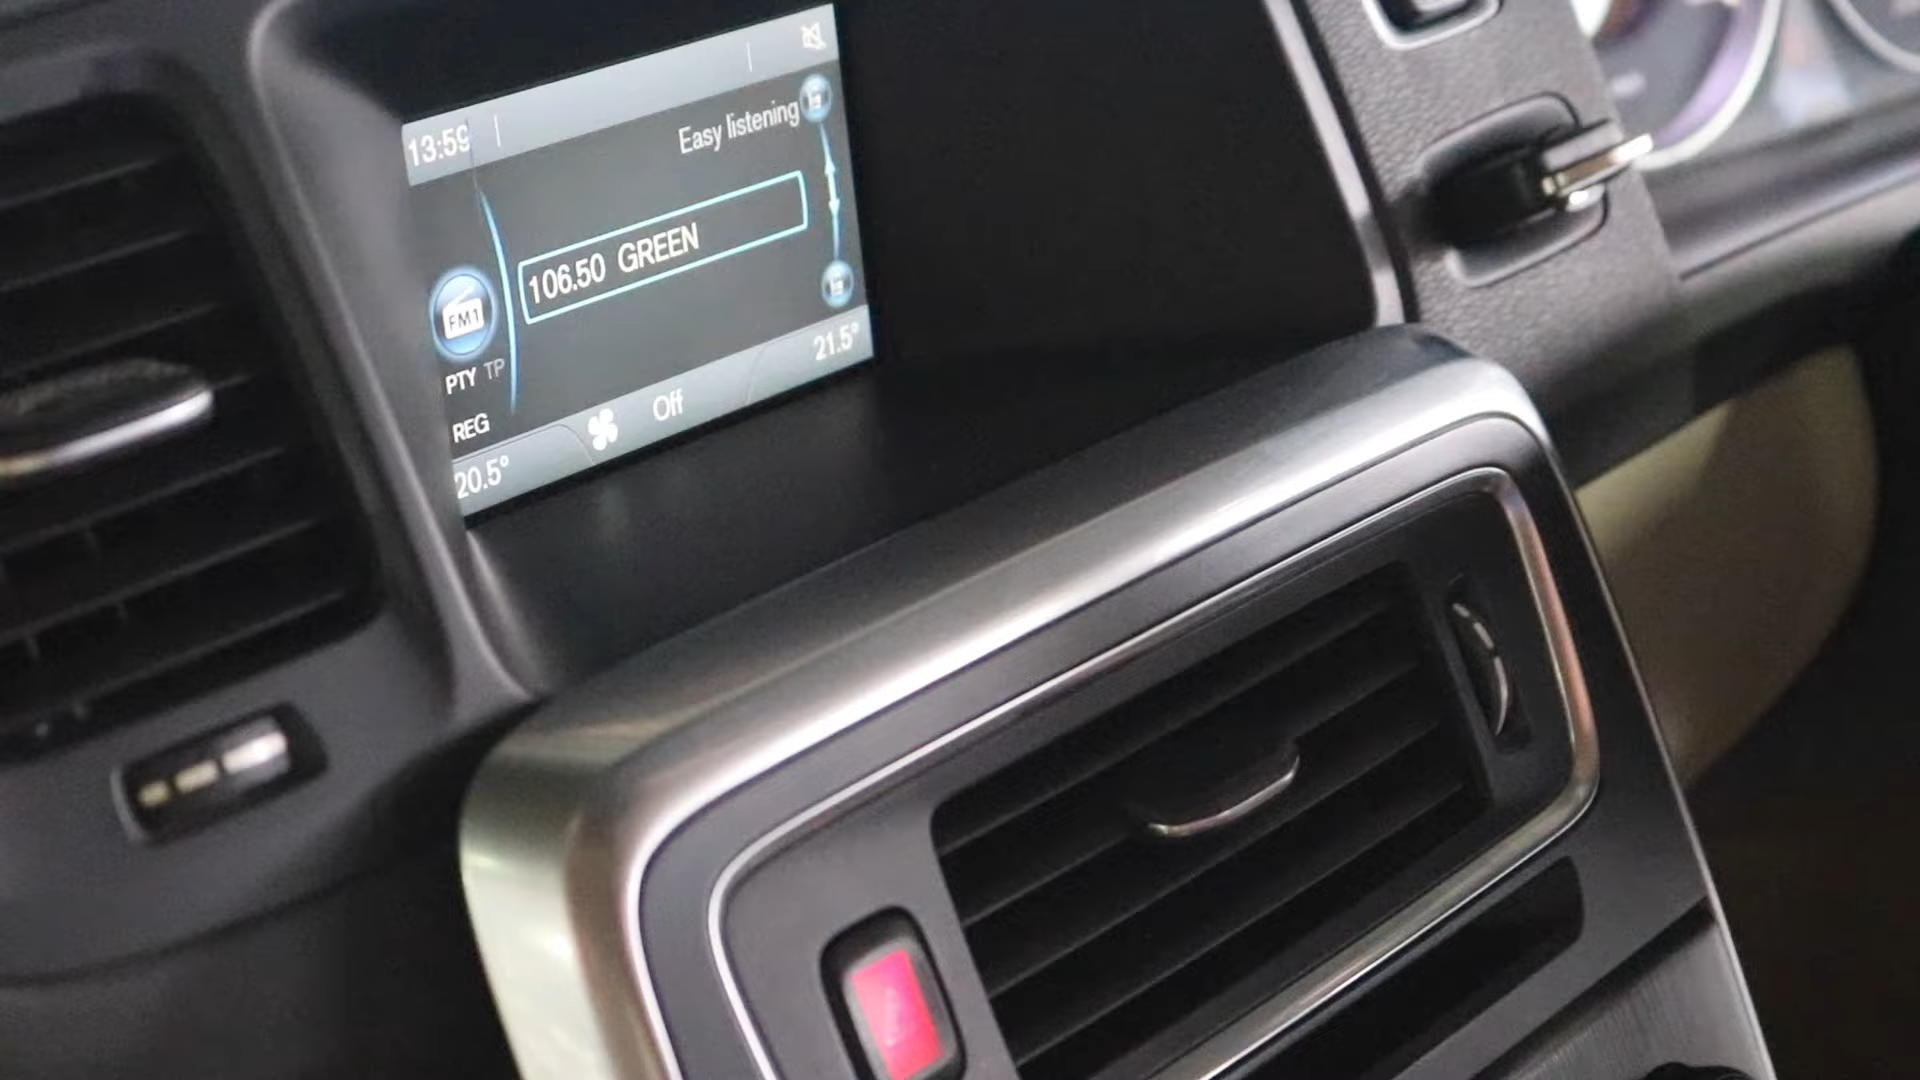 13:59
Easy listening
106.50 GREEN
FM1
PTY TP
REG
Off
21.5°
20.5°